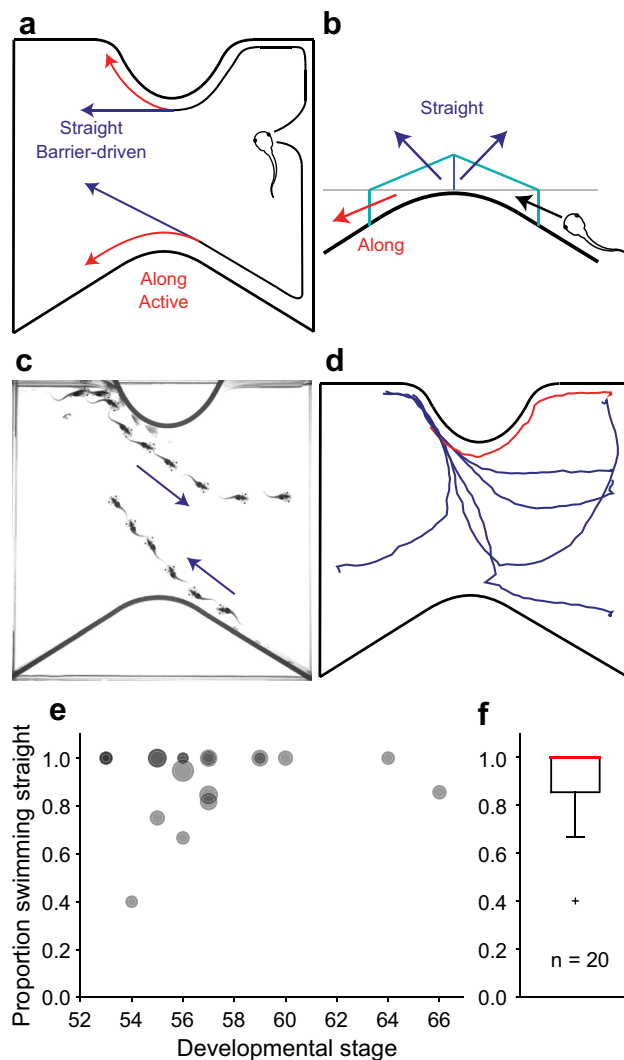 a
Straight
Barrier-driven
Along
Active
b
Straight
Along
c
d
e
Proportion swimming straight
1.0
0.8
0.6
0.4
0.2
0.0
52
54
56
58
60
62
64
66
Developmental stage
f
1.0
0.8
0.6
0.4
0.2
0.0
n = 20